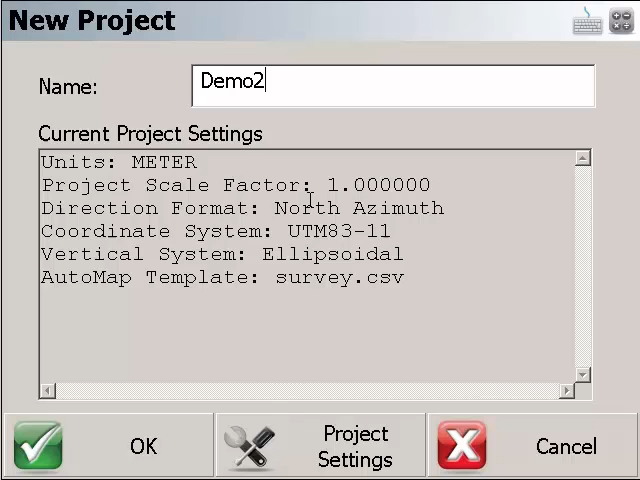 New Project
Name:
Demo2
Current Project Settings
Units: METER
Project Scale Factor: 1.000000
Direction Format: North Azimuth
Coordinate System: UTM83-11
Vertical System: Ellipsoidal
AutoMap Template: survey.csv
OK
Project Settings
Cancel